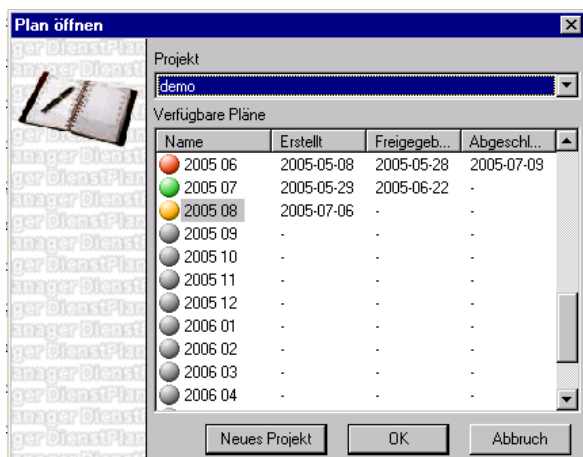 Plan öffnen
Projekt
demo
Verfügbare Pläne
Name Erstellt Freigegeb... Abgeschl...
2005 06 2005-05-08 2005-05-28 2005-07-09
2005 07 2005-05-29 2005-06-22 -
2005 08 2005-07-06 - -
2005 09 - - -
2005 10 - - -
2005 11 - - -
2005 12 - - -
2006 01 - - -
2006 02 - - -
2006 03 - - -
2006 04 - - -
Neues Projekt OK Abbruch